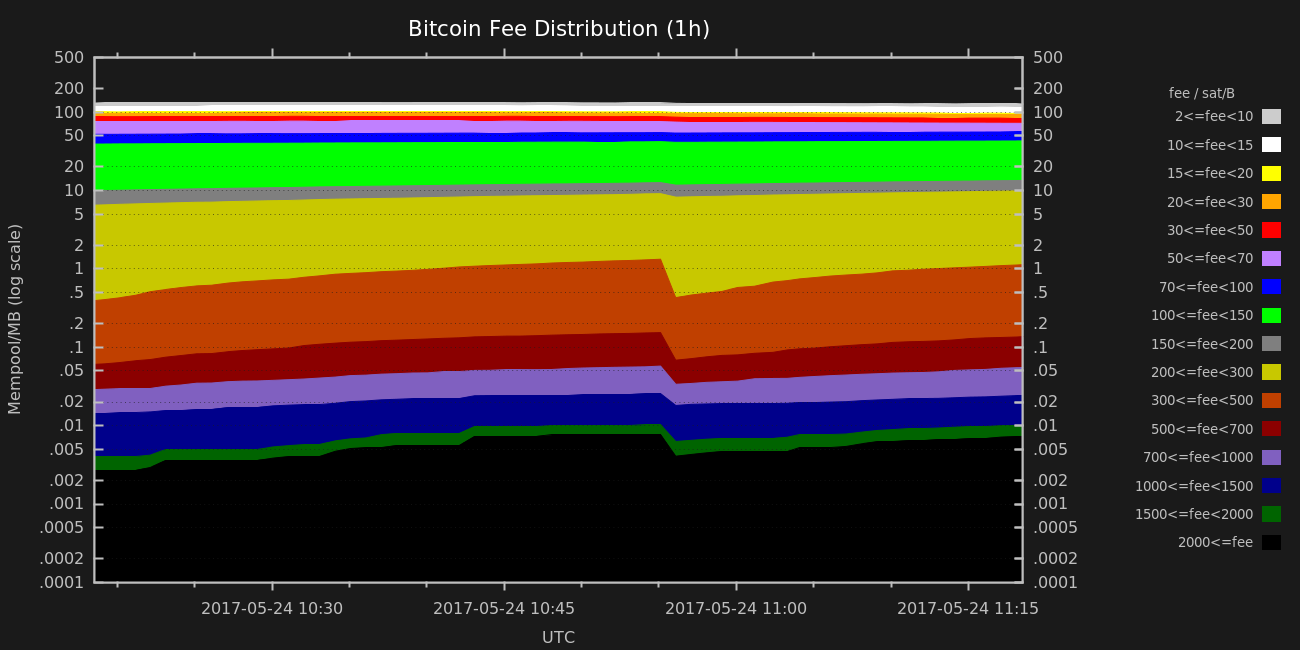 Bitcoin Fee Distribution (1h)
Mempool/MB (log scale)
500
200
100
50
20
10
5
2
1
.5
.2
.1
.05
.02
.01
.005
.002
.001
.0005
.0002
.0001
500
200
100
50
20
10
5
2
1
.5
.2
.1
.05
.02
.01
.005
.002
.001
.0005
.0002
.0001
2017-05-24 10:30
2017-05-24 10:45
2017-05-24 11:00
2017-05-24 11:15
UTC
fee / sat/B
2<=fee<10
10<=fee<15
15<=fee<20
20<=fee<30
30<=fee<50
50<=fee<70
70<=fee<100
100<=fee<150
150<=fee<200
200<=fee<300
300<=fee<500
500<=fee<700
700<=fee<1000
1000<=fee<1500
1500<=fee<2000
2000<=fee